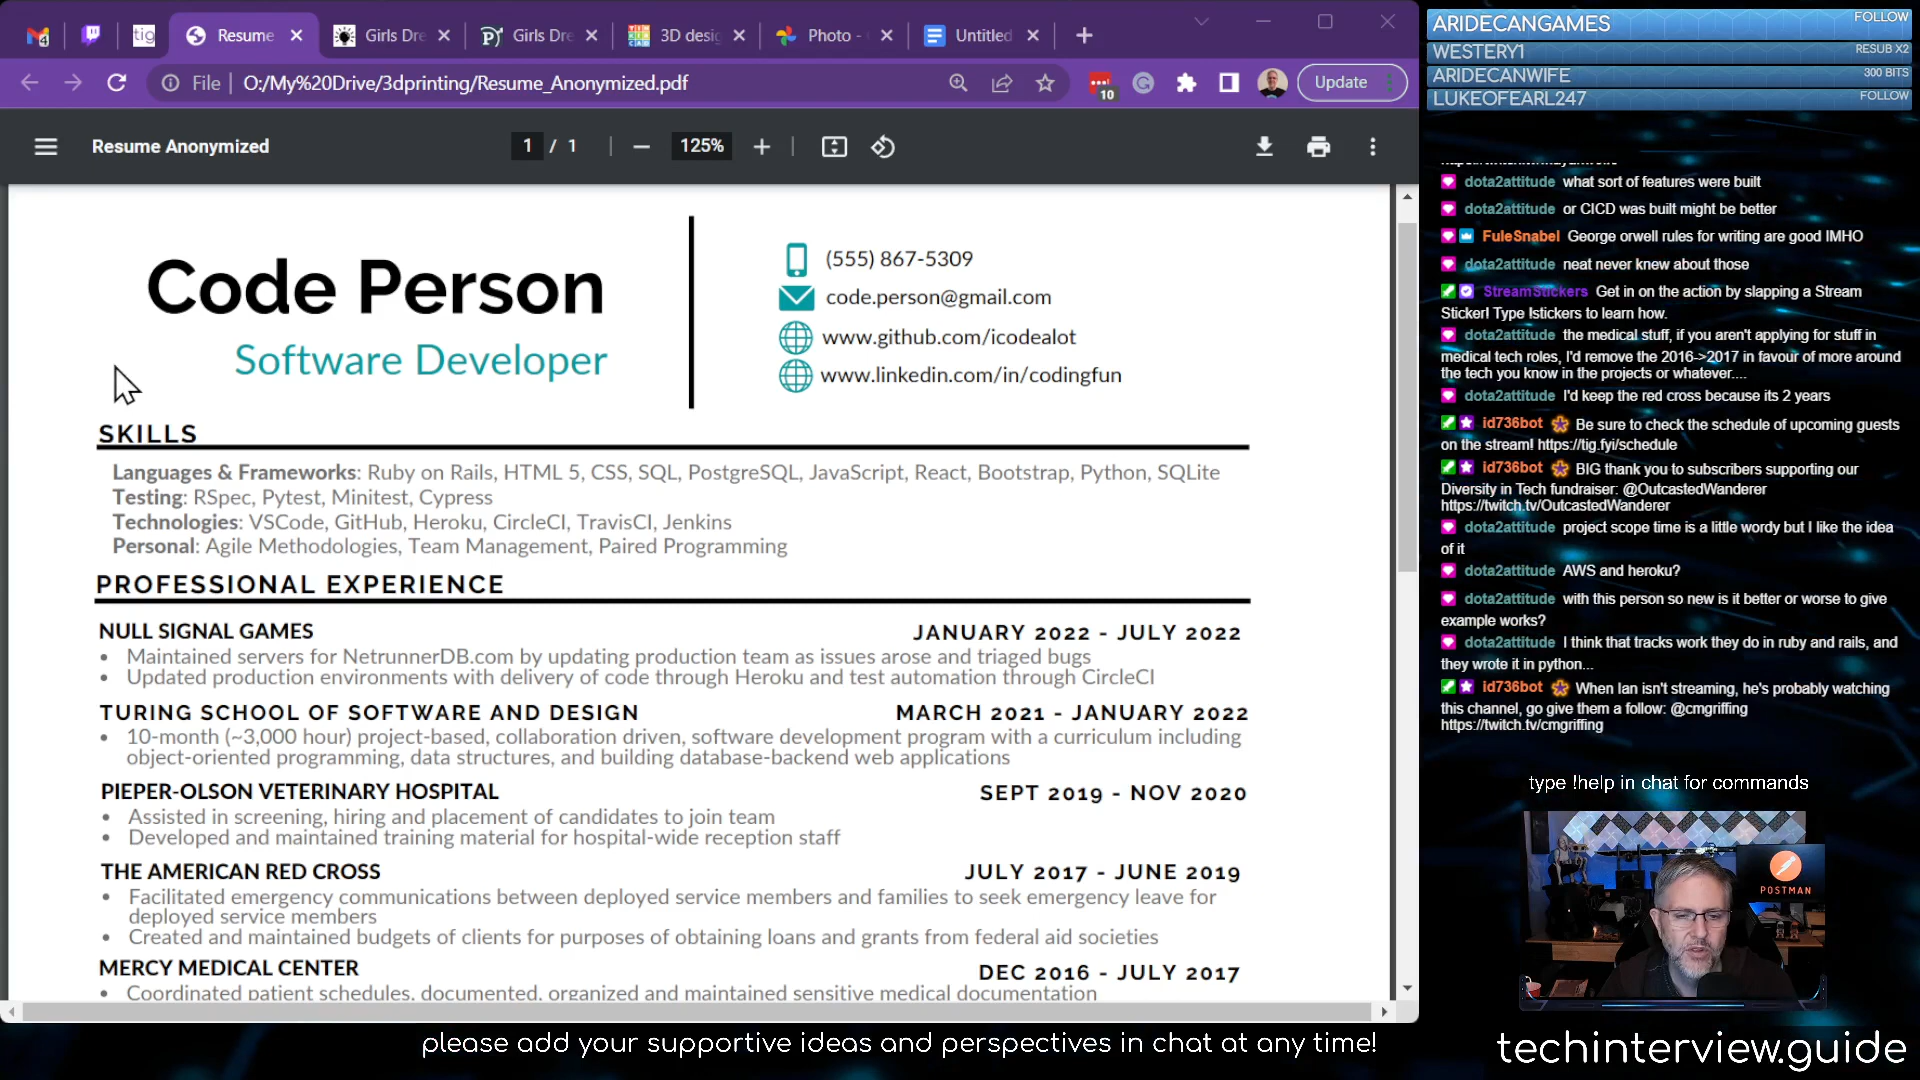 Resume
Girls Dre
Girls Dre
3D desig
Photo -
Untitled
File
O:/My%20Drive/3dprinting/Resume_Anonymized.pdf
10
Update
Resume Anonymized
1 / 1
125%
Code Person
Software Developer
(555) 867-5309
code.person@gmail.com
www.github.com/icodealot
www.linkedin.com/in/codingfun
SKILLS
Languages & Frameworks: Ruby on Rails, HTML 5, CSS, SQL, PostgreSQL, JavaScript, React, Bootstrap, Python, SQLite
Testing: RSpec, Pytest, Minitest, Cypress
Technologies: VSCode, GitHub, Heroku, CircleCI, TravisCI, Jenkins
Personal: Agile Methodologies, Team Management, Paired Programming
PROFESSIONAL EXPERIENCE
NULL SIGNAL GAMES
JANUARY 2022 - JULY 2022
• Maintained servers for NetrunnerDB.com by updating production team as issues arose and triaged bugs
• Updated production environments with delivery of code through Heroku and test automation through CircleCI
TURING SCHOOL OF SOFTWARE AND DESIGN
MARCH 2021 - JANUARY 2022
• 10-month (~3,000 hour) project-based, collaboration driven, software development program with a curriculum including
object-oriented programming, data structures, and building database-backend web applications
PIEPER-OLSON VETERINARY HOSPITAL
SEPT 2019 - NOV 2020
• Assisted in screening, hiring and placement of candidates to join team
• Developed and maintained training material for hospital-wide reception staff
THE AMERICAN RED CROSS
JULY 2017 - JUNE 2019
• Facilitated emergency communications between deployed service members and families to seek emergency leave for
deployed service members
• Created and maintained budgets of clients for purposes of obtaining loans and grants from federal aid societies
MERCY MEDICAL CENTER
DEC 2016 - JULY 2017
• Coordinated patient schedules, documented, organized and maintained sensitive medical documentation
ARIDECANGAMES FOLLOW
WESTERY1 RESUB X2
ARIDECANWIFE 300 BITS
LUKEOFEARL247 FOLLOW
dota2attitude what sort of features were built
dota2attitude or CICD was built might be better
FuleSnabel George orwell rules for writing are good IMHO
dota2attitude neat never knew about those
StreamStickers Get in on the action by slapping a Stream
Sticker! Type !stickers to learn how.
dota2attitude the medical stuff, if you aren't applying for stuff in
medical tech roles, I'd remove the 2016->2017 in favour of more around
the tech you know in the projects or whatever....
dota2attitude I'd keep the red cross because its 2 years
id736bot Be sure to check the schedule of upcoming guests
on the stream! https://tig.fyi/schedule
id736bot BIG thank you to subscribers supporting our
Diversity in Tech fundraiser: @OutcastedWanderer
https://twitch.tv/OutcastedWanderer
dota2attitude project scope time is a little wordy but I like the idea
of it
dota2attitude AWS and heroku?
dota2attitude with this person so new is it better or worse to give
example works?
dota2attitude I think that tracks work they do in ruby and rails, and
they wrote it in python...
id736bot When Ian isn't streaming, he's probably watching
this channel, go give them a follow: @cmgriffing
https://twitch.tv/cmgriffing
type !help in chat for commands
POSTMAN
please add your supportive ideas and perspectives in chat at any time!
techinterview.guide